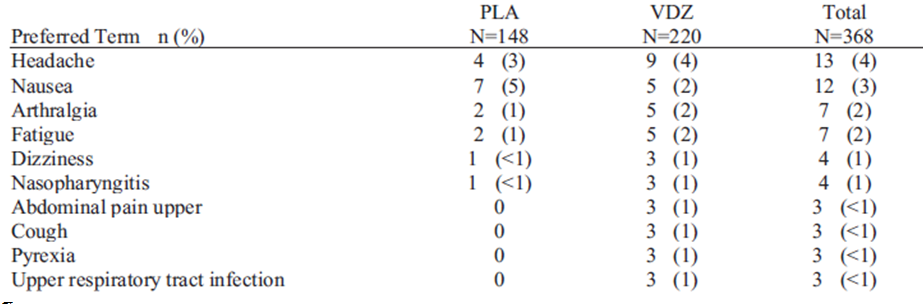 PLA VDZ Total
Preferred Term n (%) N=148 N=220 N=368
Headache 4 (3) 9 (4) 13 (4)
Nausea 7 (5) 5 (2) 12 (3)
Arthralgia 2 (1) 5 (2) 7 (2)
Fatigue 2 (1) 5 (2) 7 (2)
Dizziness 1 (<1) 3 (1) 4 (1)
Nasopharyngitis 1 (<1) 3 (1) 4 (1)
Abdominal pain upper 0 3 (1) 3 (<1)
Cough 0 3 (1) 3 (<1)
Pyrexia 0 3 (1) 3 (<1)
Upper respiratory tract infection 0 3 (1) 3 (<1)